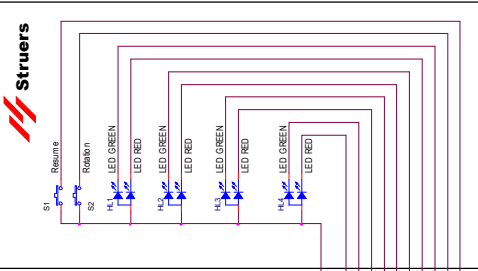 Struers
Resume
Rotation
LED GREEN
LED RED
LED GREEN
LED RED
LED GREEN
LED RED
LED GREEN
LED RED
S1
S2
HL1
HL2
HL3
HL4